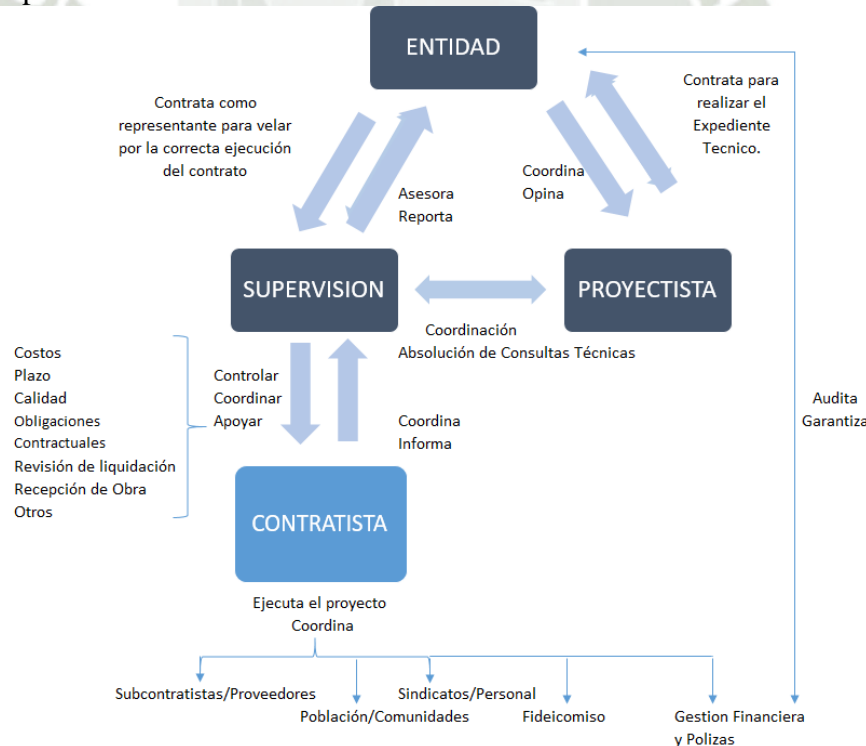 ENTIDAD
Contrata como
representante para velar
por la correcta ejecución
del contrato
Contrata para
realizar el
Expediente
Tecnico.
Asesora
Reporta
Coordina
Opina
SUPERVISION
PROYECTISTA
Coordinación
Absolución de Consultas Técnicas
Costos
Plazo
Calidad
Obligaciones
Contractuales
Revisión de liquidación
Recepción de Obra
Otros
Controlar
Coordinar
Apoyar
Coordina
Informa
Audita
Garantiza
CONTRATISTA
Ejecuta el proyecto
Coordina
Subcontratistas/Proveedores
Población/Comunidades
Sindicatos/Personal
Fideicomiso
Gestion Financiera
y Polizas